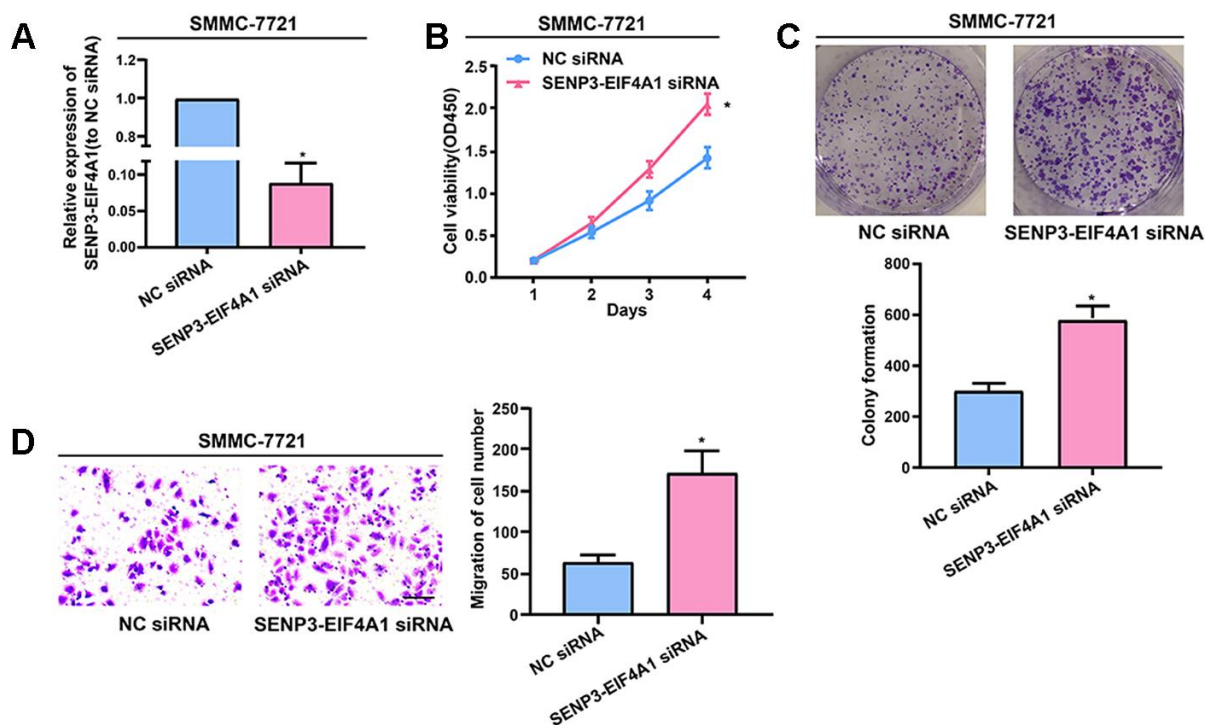 A
SMMC-7721
Relative expression of
SENP3-EIF4A1(to NC siRNA)
1.2
1.0
0.8
0.10
0.05
0.00
*
NC siRNA
SENP3-EIF4A1 siRNA
B
SMMC-7721
NC siRNA
SENP3-EIF4A1 siRNA
Cell viability(OD450)
2.5
2.0
1.5
1.0
0.5
0.0
*
1 2 3 4
Days
C
SMMC-7721
NC siRNA
SENP3-EIF4A1 siRNA
Colony formation
800
600
400
200
0
*
NC siRNA
SENP3-EIF4A1 siRNA
D
SMMC-7721
NC siRNA
SENP3-EIF4A1 siRNA
Migration of cell number
250
200
150
100
50
0
*
NC siRNA
SENP3-EIF4A1 siRNA